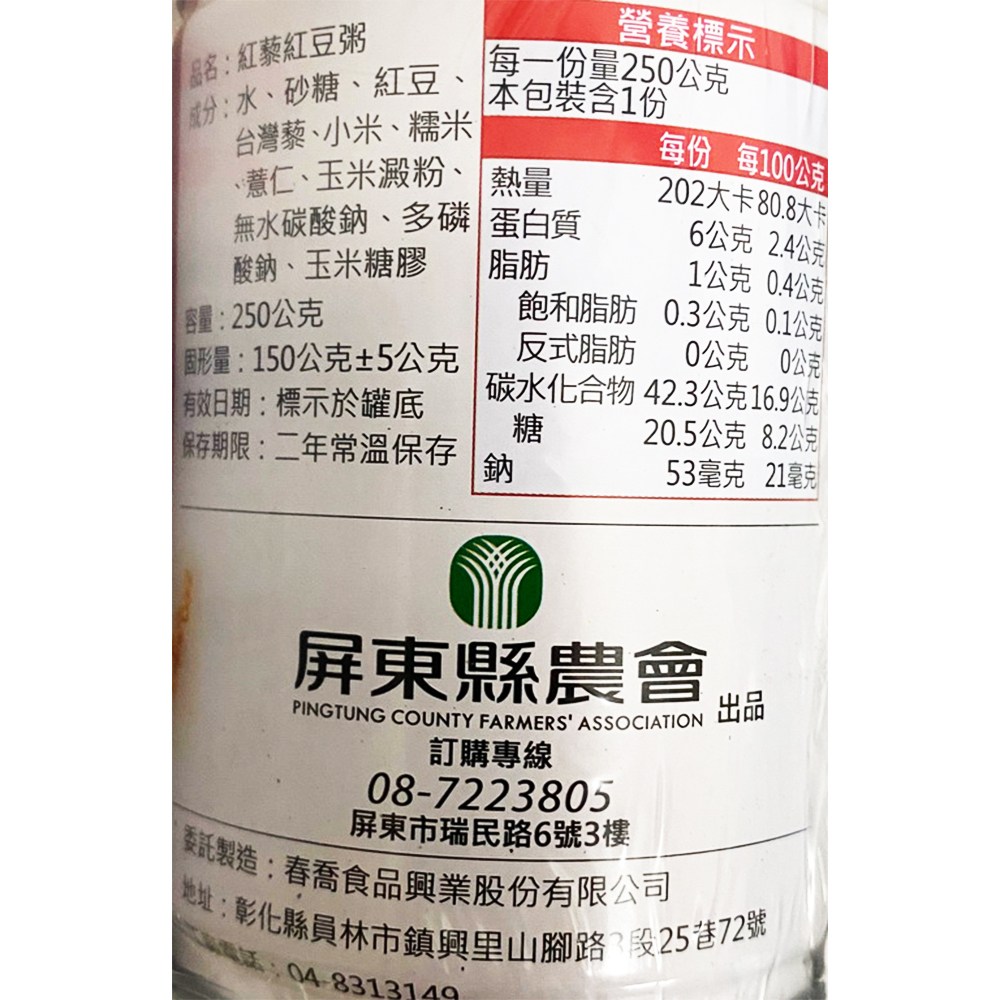 品名：紅藜紅豆粥
成分：水、砂糖、紅豆、
台灣藜、小米、糯米
、薏仁、玉米澱粉、
無水碳酸鈉、多磷
酸鈉、玉米糖膠
容量：250公克
固形量：150公克±5公克
有效日期：標示於罐底
保存期限：二年常溫保存
營養標示
每一份量250公克
本包裝含1份
每份 每100公克
熱量 202大卡 80.8大卡
蛋白質 6公克 2.4公克
脂肪 1公克 0.4公克
飽和脂肪 0.3公克 0.1公克
反式脂肪 0公克 0公克
碳水化合物 42.3公克 16.9公克
糖 20.5公克 8.2公克
鈉 53毫克 21毫克
屏東縣農會 出品
PINGTUNG COUNTY FARMERS' ASSOCIATION
訂購專線
08-7223805
屏東市瑞民路6號3樓
委託製造：春喬食品興業股份有限公司
地址：彰化縣員林市鎮興里山腳路 段25巷72號
電話：04-8313149